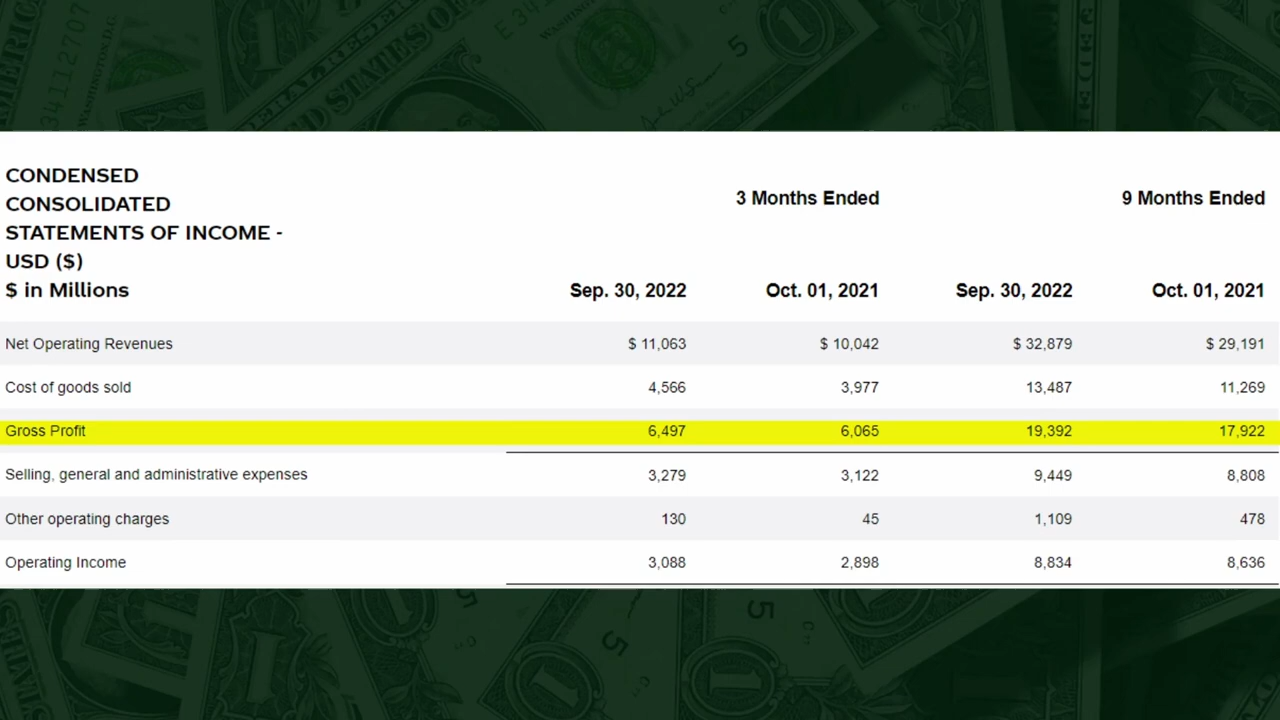 CONDENSED
CONSOLIDATED
STATEMENTS OF INCOME -
USD ($)
$ in Millions
3 Months Ended 9 Months Ended
Sep. 30, 2022 Oct. 01, 2021 Sep. 30, 2022 Oct. 01, 2021
Net Operating Revenues $ 11,063 $ 10,042 $ 32,879 $ 29,191
Cost of goods sold 4,566 3,977 13,487 11,269
Gross Profit 6,497 6,065 19,392 17,922
Selling, general and administrative expenses 3,279 3,122 9,449 8,808
Other operating charges 130 45 1,109 478
Operating Income 3,088 2,898 8,834 8,636